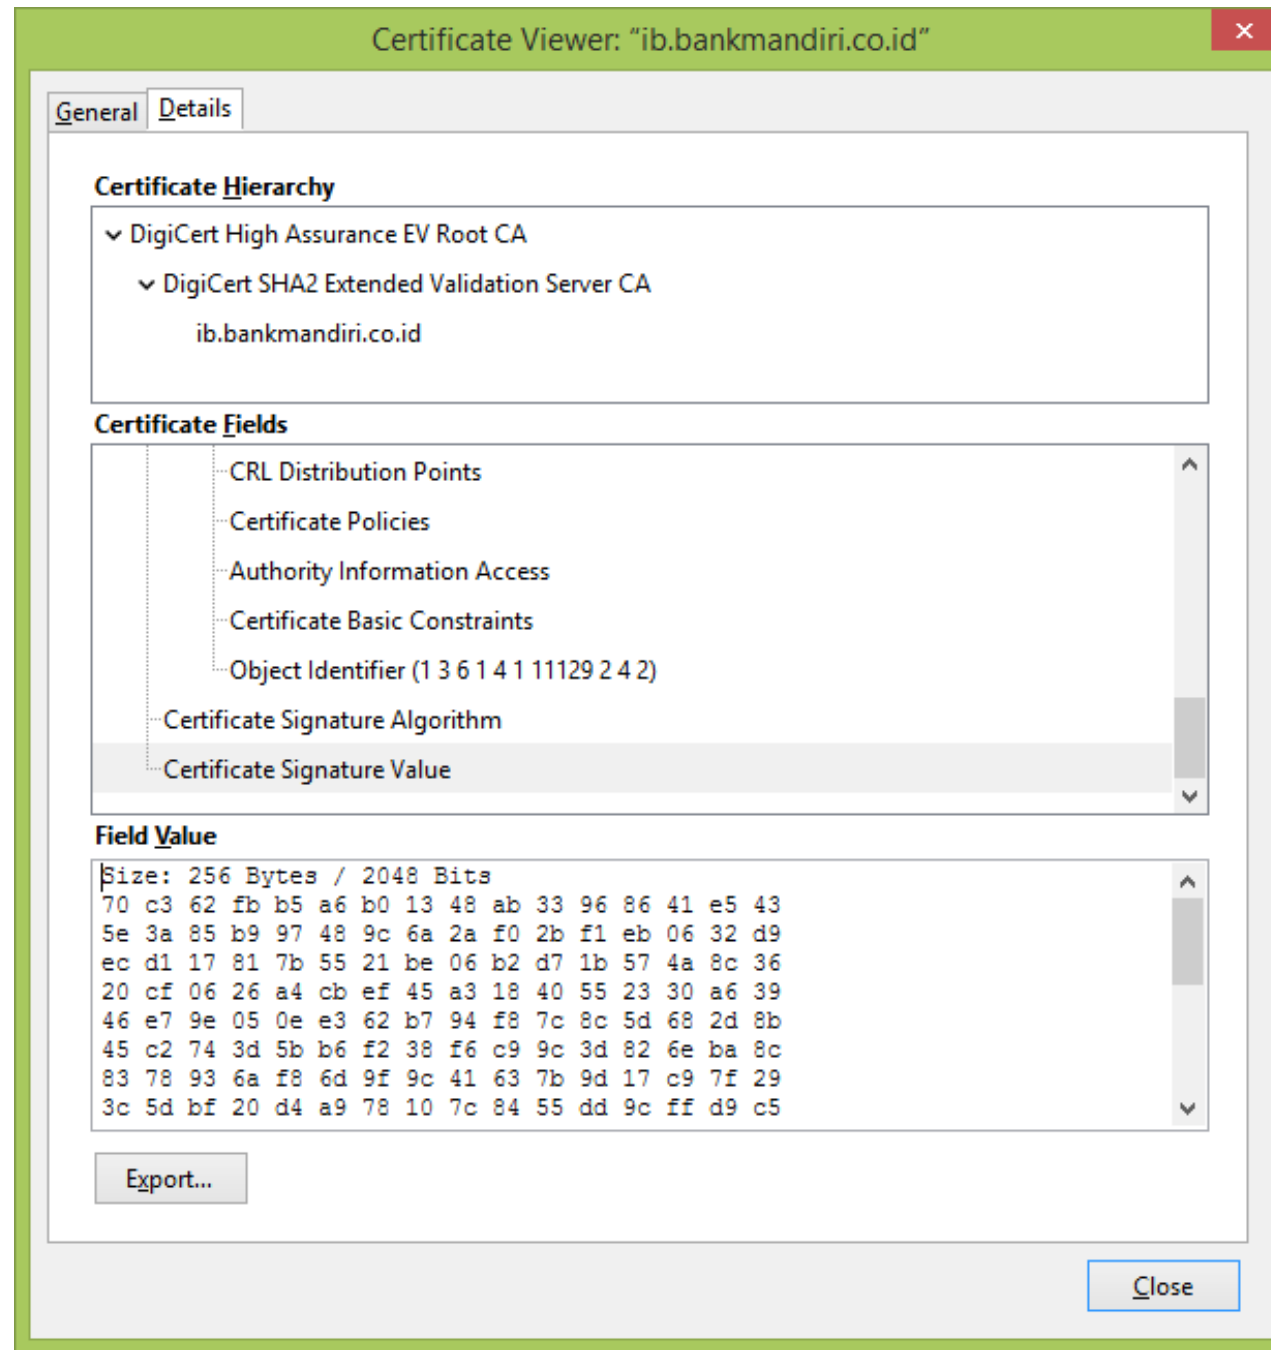 Certificate Viewer: “ib.bankmandiri.co.id”
General Details
Certificate Hierarchy
DigiCert High Assurance EV Root CA
DigiCert SHA2 Extended Validation Server CA
ib.bankmandiri.co.id
Certificate Fields
CRL Distribution Points
Certificate Policies
Authority Information Access
Certificate Basic Constraints
Object Identifier (1 3 6 1 4 1 11129 2 4 2)
Certificate Signature Algorithm
Certificate Signature Value
Field Value
Size: 256 Bytes / 2048 Bits
70 c3 62 fb b5 a6 b0 13 48 ab 33 96 86 41 e5 43
5e 3a 85 b9 97 48 9c 6a 2a f0 2b f1 eb 06 32 d9
ec d1 17 81 7b 55 21 be 06 b2 d7 1b 57 4a 8c 36
20 cf 06 26 a4 cb ef 45 a3 18 40 55 23 30 a6 39
46 e7 9e 05 0e e3 62 b7 94 f8 7c 8c 5d 68 2d 8b
45 c2 74 3d 5b b6 f2 38 f6 c9 9c 3d 82 6e ba 8c
83 78 93 6a f8 6d 9f 9c 41 63 7b 9d 17 c9 7f 29
3c 5d bf 20 d4 a9 78 10 7c 84 55 dd 9c ff d9 c5
Export...
Close